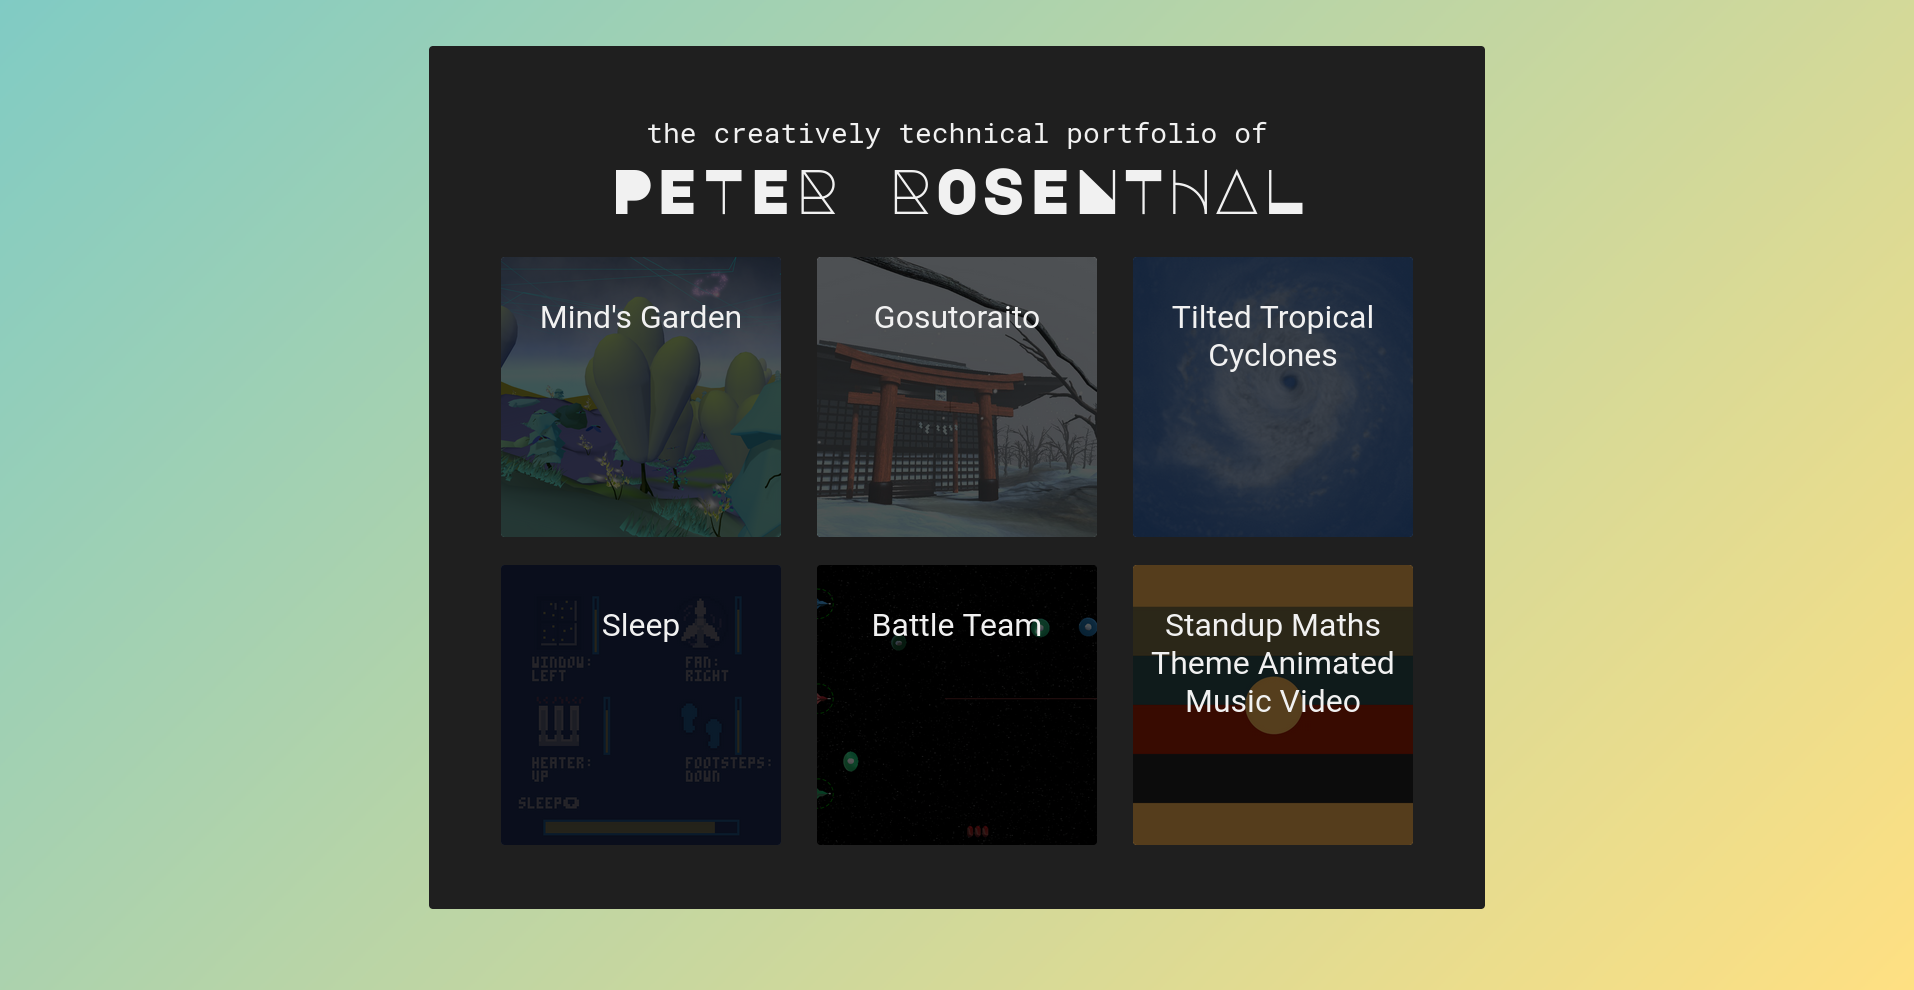 the creatively technical portfolio of
PETER ROSENTHAL
Mind's Garden
Gosutoraito
Tilted Tropical
Cyclones
Sleep
WINDOW:
LEFT
FAN:
RIGHT
HEATER:
UP
FOOTSTEPS:
DOWN
SLEEP
Battle Team
Standup Maths
Theme Animated
Music Video